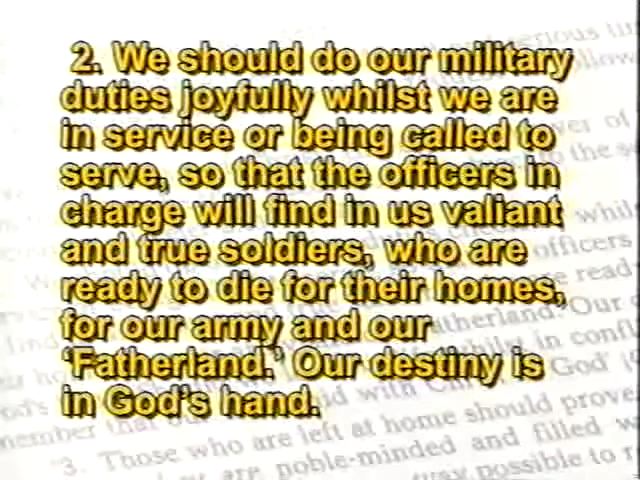 2. We should do our military
duties joyfully whilst we are
in service or being called to
serve, so that the officers in
charge will find in us valiant
and true soldiers, who are
ready to die for their homes,
for our army and our
‘Fatherland.’ Our destiny is
in God’s hand.
"3. Those who are left at home should prove
noble-minded and filled
possible to